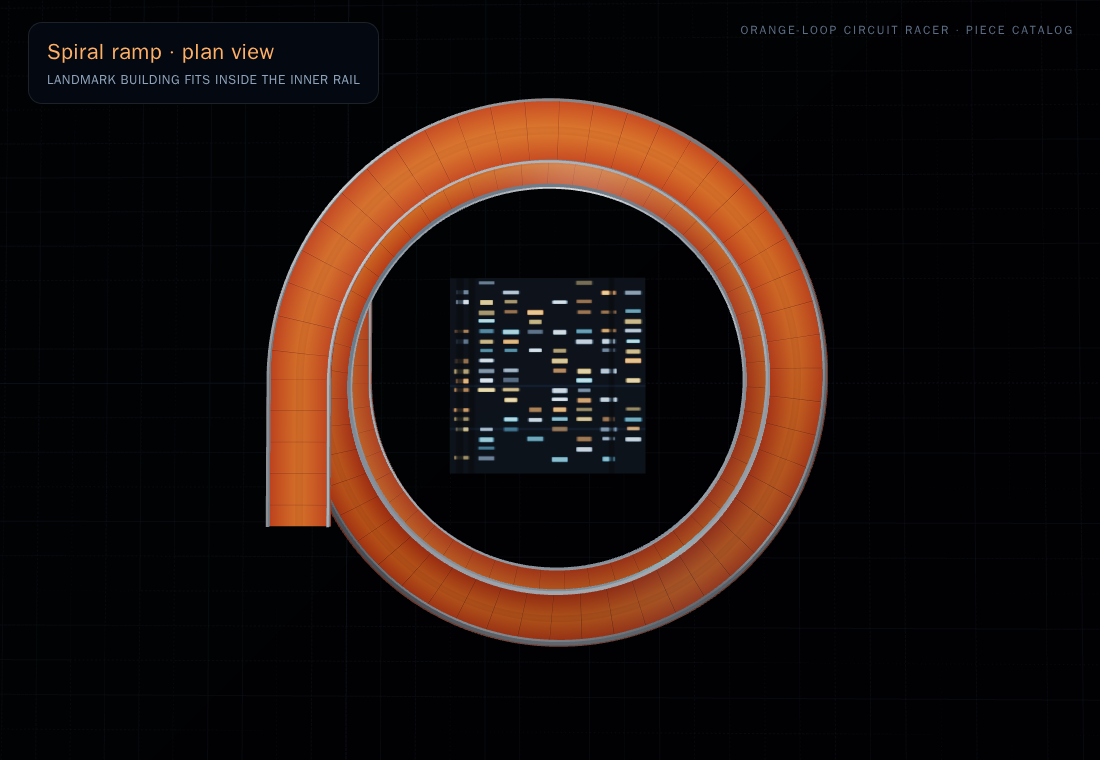 Spiral ramp · plan view
LANDMARK BUILDING FITS INSIDE THE INNER RAIL
ORANGE-LOOP CIRCUIT RACER · PIECE CATALOG